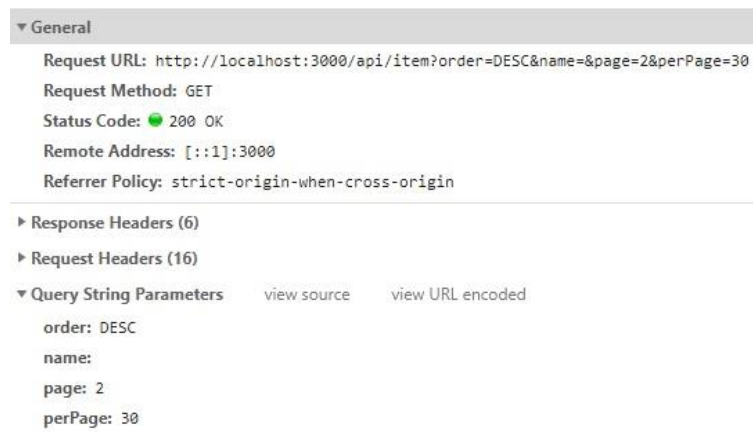 General
Request URL: http://localhost:3000/api/item?order=DESC&name=&page=2&perPage=30
Request Method: GET
Status Code: 200 OK
Remote Address: [::1]:3000
Referrer Policy: strict-origin-when-cross-origin
Response Headers (6)
Request Headers (16)
Query String Parameters view source view URL encoded
order: DESC
name:
page: 2
perPage: 30